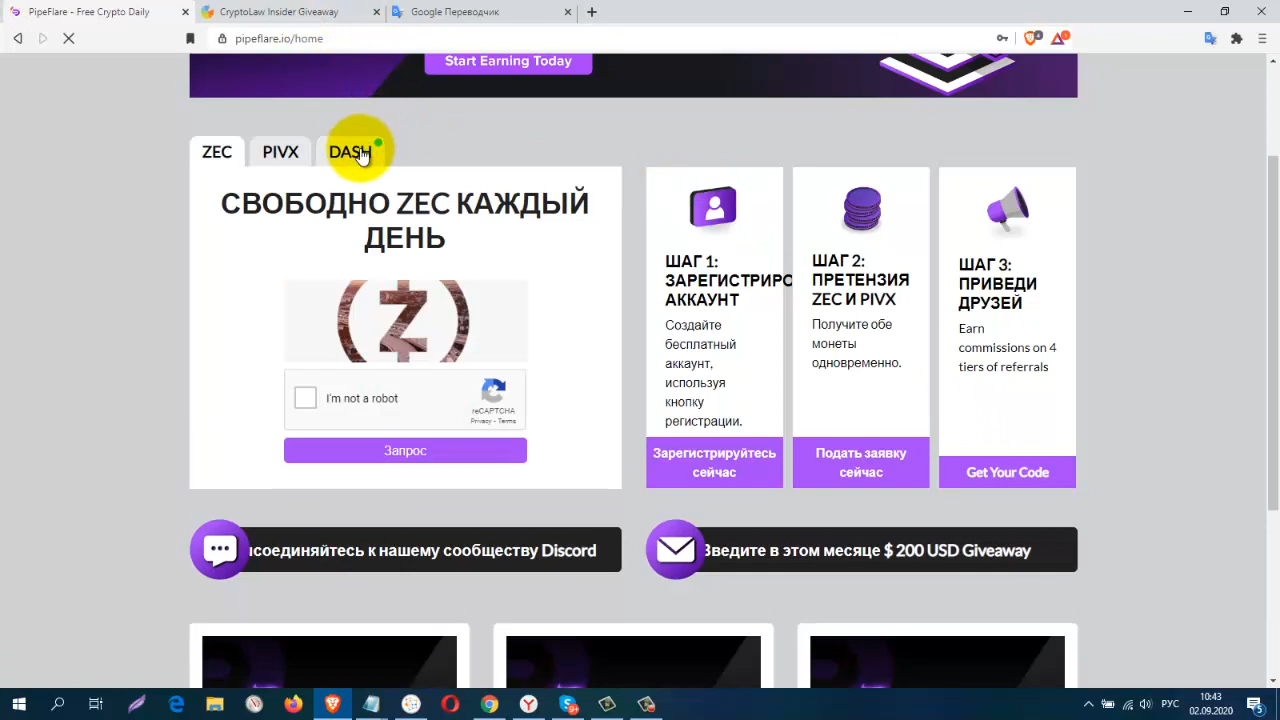 PipeFlare - Free Crypto Daily
CryptoLaw Insider Giveaway
Google Переводчик
pipeflare.io/home
Start Earning Today
ZEC
PIVX
DASH
СВОБОДНО ZEC КАЖДЫЙ
ДЕНЬ
I'm not a robot
reCAPTCHA
Privacy - Terms
Запрос
ШАГ 1:
ЗАРЕГИСТРИРО
АККАУНТ
Создайте
бесплатный
аккаунт,
используя
кнопку
регистрации.
Зарегистрируйтесь
сейчас
ШАГ 2:
ПРЕТЕНЗИЯ
ZEC И PIVX
Получите обе
монеты
одновременно.
Подать заявку
сейчас
ШАГ 3:
ПРИВЕДИ
ДРУЗЕЙ
Earn
commissions on 4
tiers of referrals
Get Your Code
исоединяйтесь к нашему сообществу Discord
Введите в этом месяце $ 200 USD Giveaway
РУС
10:43
02.09.2020